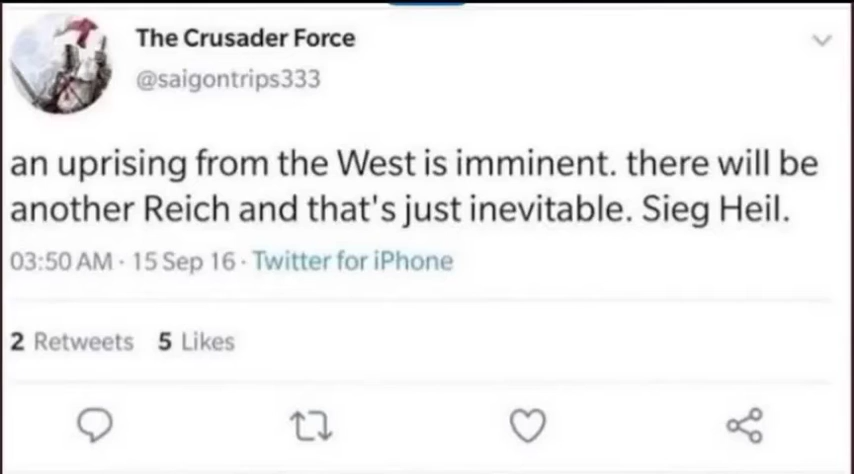 The Crusader Force
@saigontrips333
an uprising from the West is imminent. there will be
another Reich and that's just inevitable. Sieg Heil.
03:50 AM · 15 Sep 16 · Twitter for iPhone
2 Retweets 5 Likes